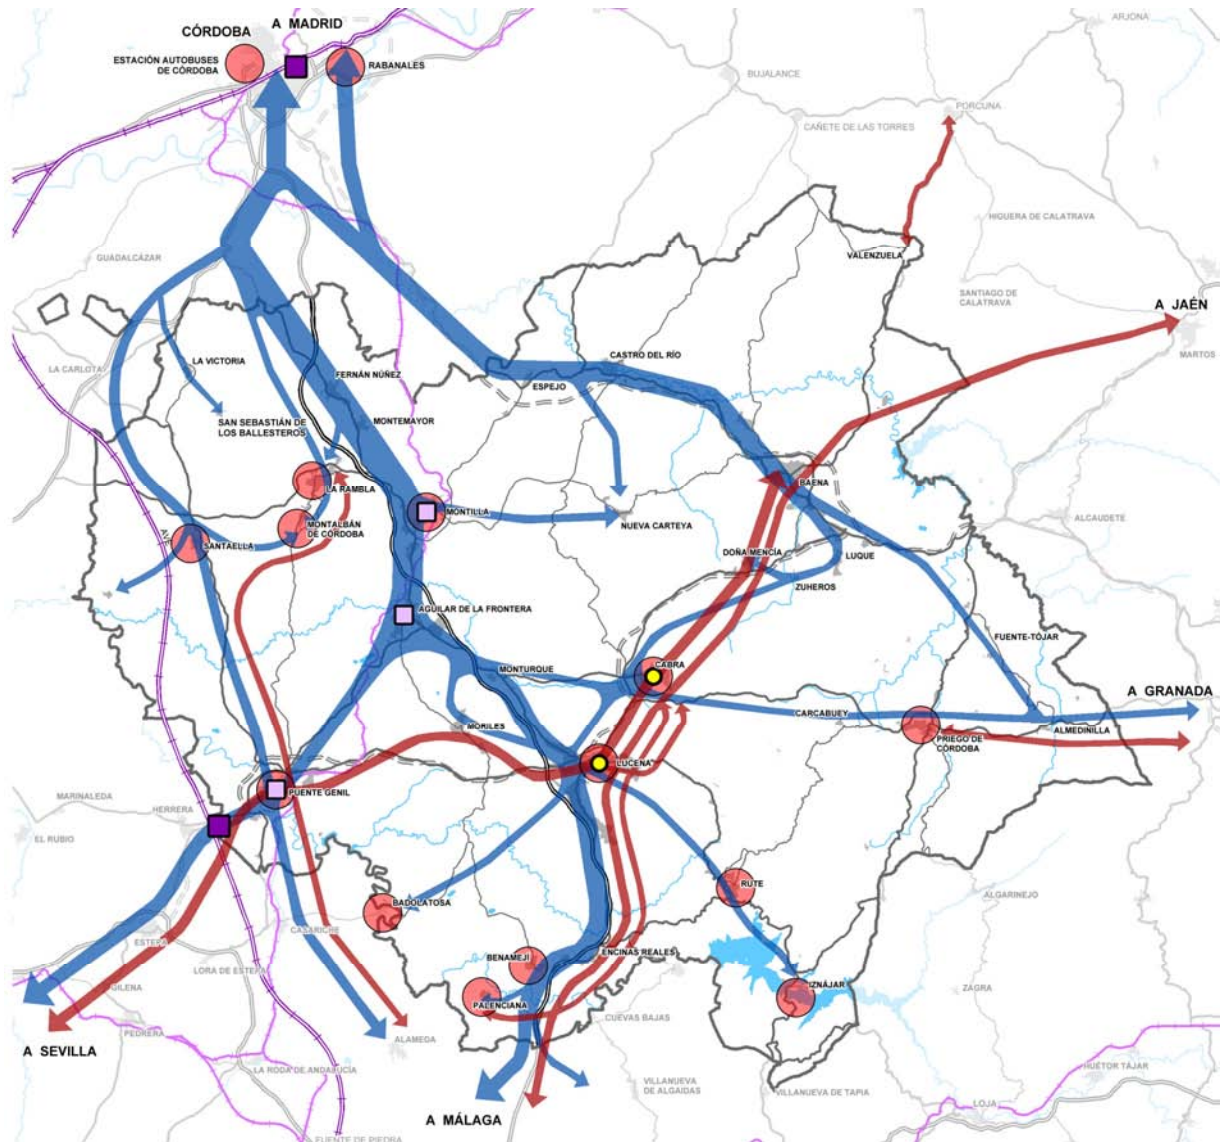 A MADRID
CÓRDOBA
ARJONA
ESTACIÓN AUTOBUSES
DE CÓRDOBA
RABANALES
BUJALANCE
PORCUNA
CAÑETE DE LAS TORRES
HIGUERA DE CALATRAVA
GUADALCÁZAR
VALENZUELA
SANTIAGO DE
CALATRAVA
A JAÉN
MARTOS
LA CARLOTA
LA VICTORIA
CASTRO DEL RÍO
FERNÁN NÚÑEZ
ESPEJO
SAN SEBASTIÁN DE
LOS BALLESTEROS
MONTEMAYOR
BAENA
LA RAMBLA
MONTILLA
ALCAUDETE
MONTALBÁN
DE CÓRDOBA
NUEVA CARTEYA
AVE
SANTAELLA
DOÑA MENCÍA
LUQUE
ZUHEROS
AGUILAR DE LA FRONTERA
FUENTE-TÓJAR
CABRA
MONTURQUE
A GRANADA
CARCABUEY
MORILES
ALMEDINILLA
PRIEGO DE
CÓRDOBA
LUCENA
PUENTE GENIL
MARINALEDA
HERRERA
EL RUBIO
RUTE
ALGARINEJO
BADOLATOSA
CASARICHE
ESTEPA
ENCINAS REALES
BENAMEJÍ
LORA DE ESTEPA
IZNÁJAR
GILENA
ZAGRA
PALENCIANA
CUEVAS BAJAS
PEDRERA
ALAMEDA
A SEVILLA
LA RODA DE ANDALUCÍA
HUÉTOR TÁJAR
VILLANUEVA
DE ALGAIDAS
VILLANUEVA DE TAPIA
LOJA
A MÁLAGA
FUENTE DE PIEDRA